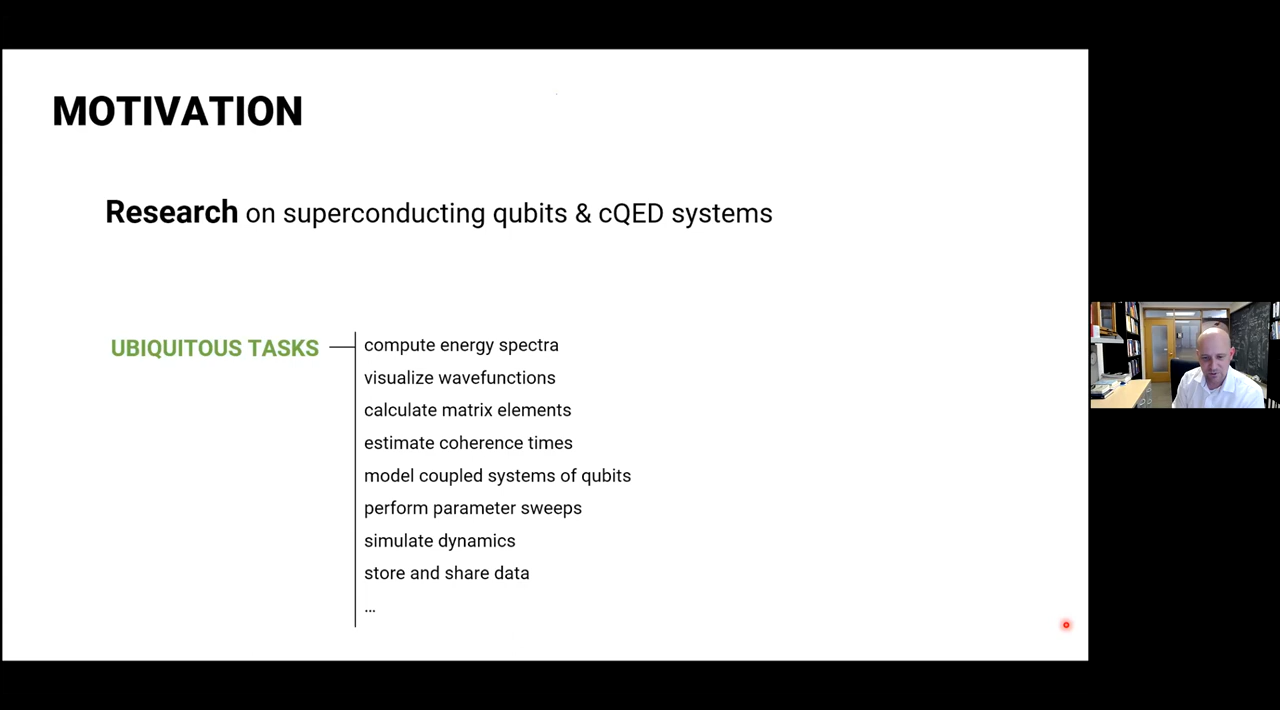 MOTIVATION
Research on superconducting qubits & cQED systems
UBIQUITOUS TASKS
compute energy spectra
visualize wavefunctions
calculate matrix elements
estimate coherence times
model coupled systems of qubits
perform parameter sweeps
simulate dynamics
store and share data
...